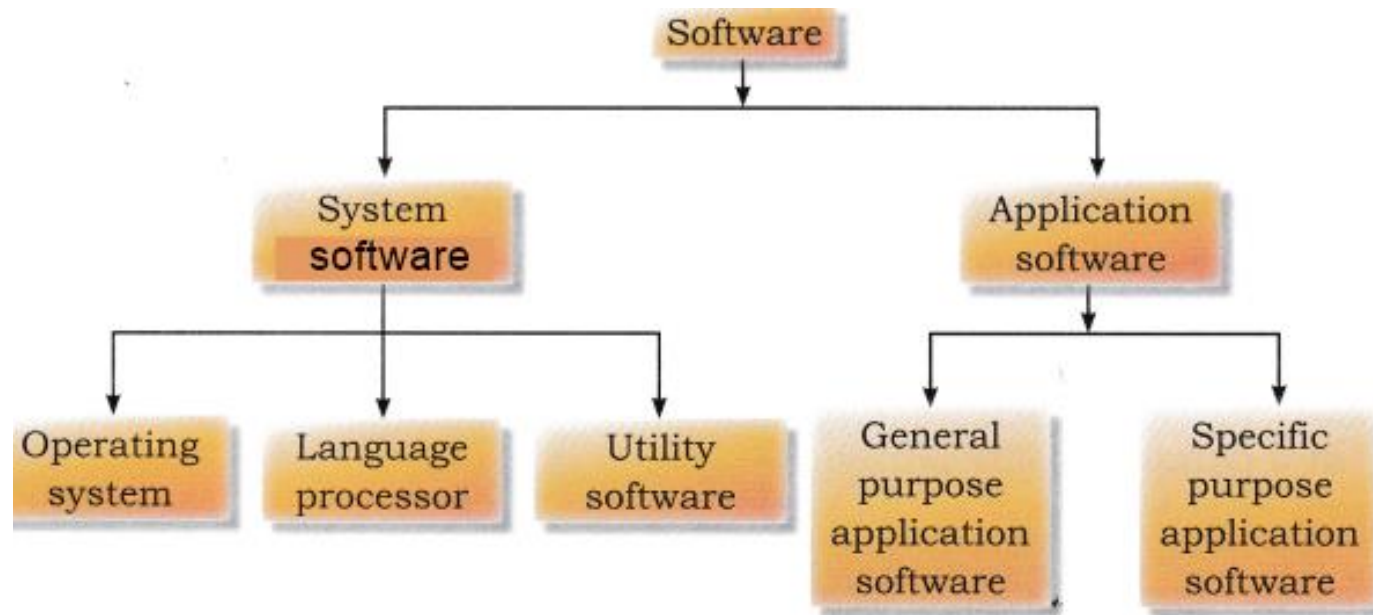 Software
System
software
Application
software
Operating
system
Language
processor
Utility
software
General
purpose
application
software
Specific
purpose
application
software